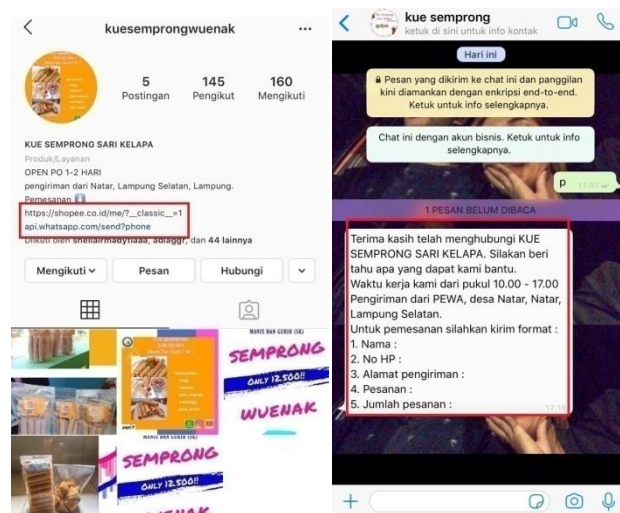 kuesemprongwuenak
5 145 160
Postingan Pengikut Mengikuti
KUE SEMPRONG SARI KELAPA
Produk/Layanan
OPEN PO 1-2 HARI
pengiriman dari Natar, Lampung Selatan, Lampung.
Pemesanan
https://shopee.co.id/me/?__classic__=1
api.whatsapp.com/send?phone
Diikuti oleh dan 44 lainnya
Mengikuti Pesan Hubungi
MANIS DAN GURIH (3K)
SEMPRONG
ONLY 12.500!!
WUENAK
MANIS DAN GURIH (3K)
SEMPRONG
ONLY 12.500!!
kue semprong
ketuk di sini untuk info kontak
Hari ini
Pesan yang dikirim ke chat ini dan panggilan
kini diamankan dengan enkripsi end-to-end.
Ketuk untuk info selengkapnya.
Chat ini dengan akun bisnis. Ketuk untuk info
selengkapnya.
p 17.07
1 PESAN BELUM DIBACA
Terima kasih telah menghubungi KUE
SEMPRONG SARI KELAPA. Silakan beri
tahu apa yang dapat kami bantu.
Waktu kerja kami dari pukul 10.00 - 17.00
Pengiriman dari PEWA, desa Natar, Natar,
Lampung Selatan.
Untuk pemesanan silahkan kirim format :
1. Nama :
2. No HP :
3. Alamat pengiriman :
4. Pesanan :
5. Jumlah pesanan :